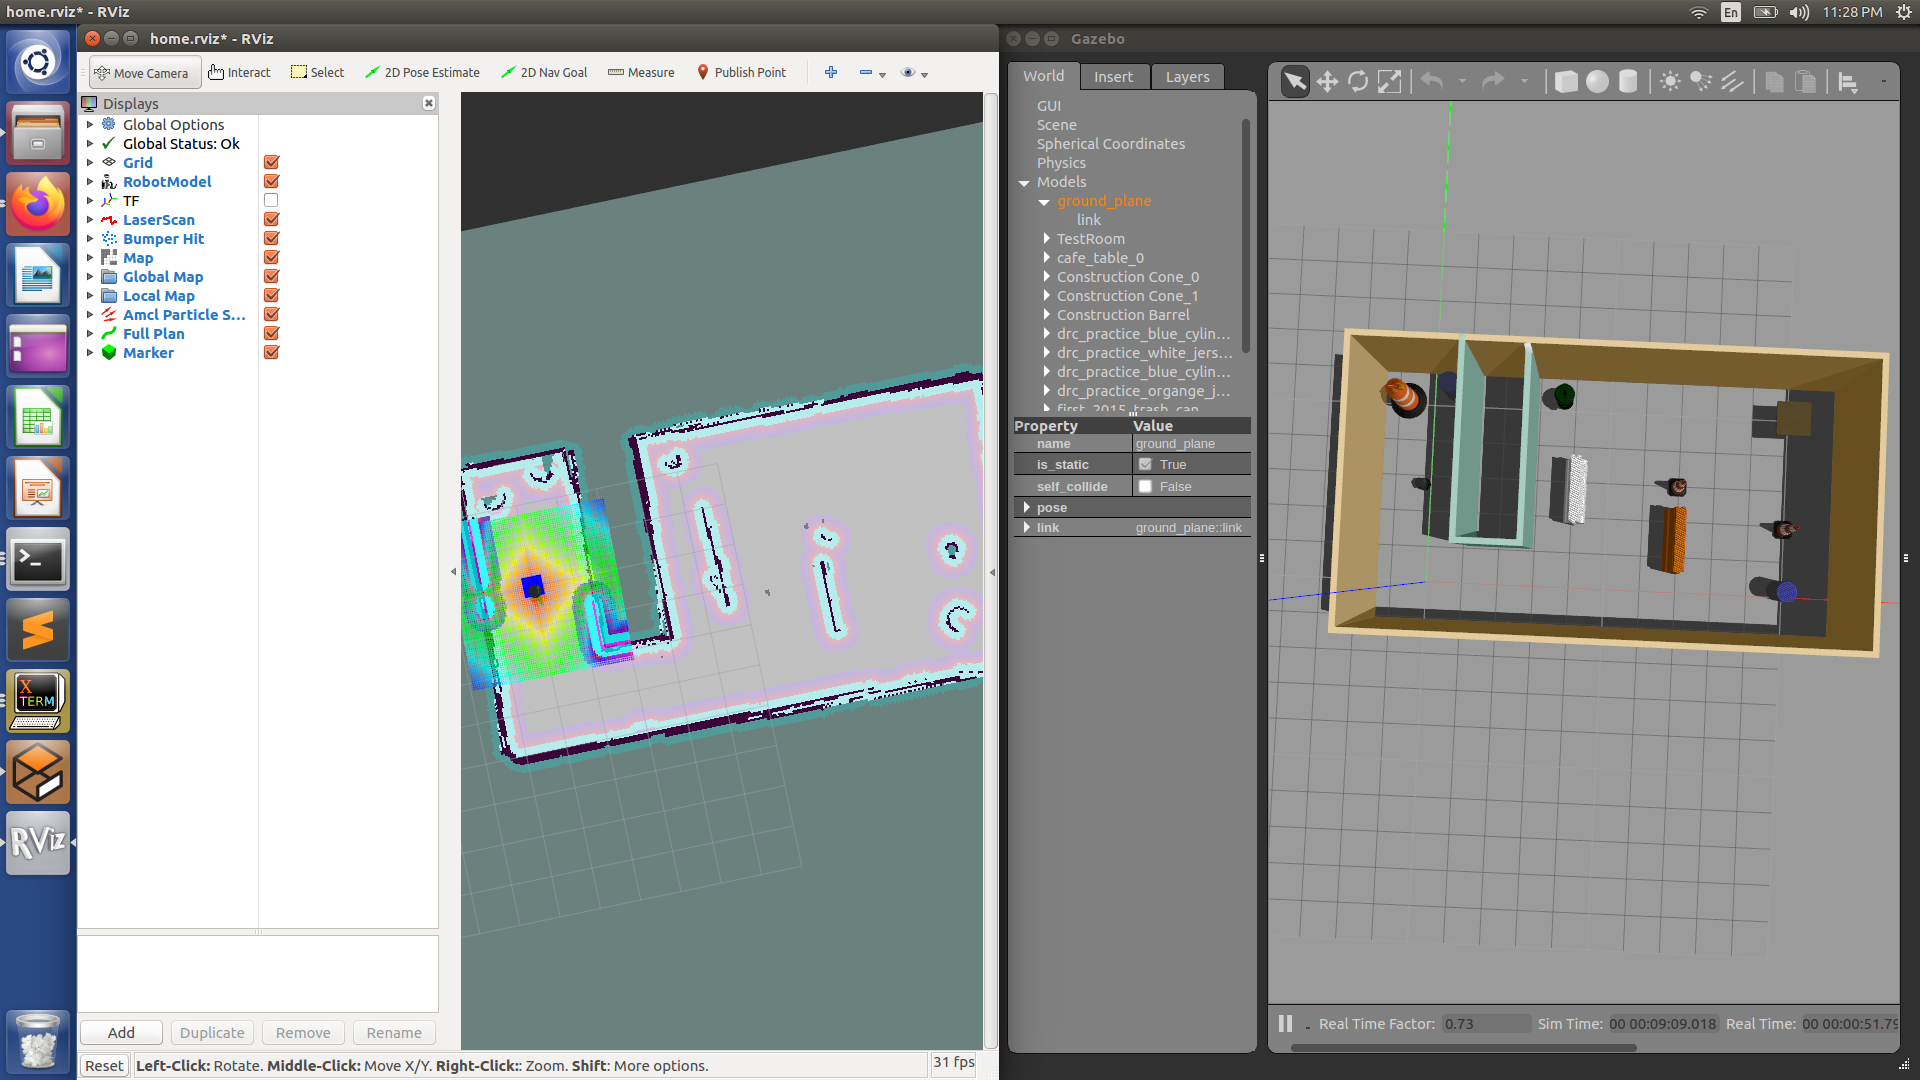 home.rviz* - RViz
En
11:28 PM
home.rviz* - RViz
Move Camera
Interact
Select
2D Pose Estimate
2D Nav Goal
Measure
Publish Point
Displays
Global Options
Global Status: Ok
Grid
RobotModel
TF
LaserScan
Bumper Hit
Map
Global Map
Local Map
Amcl Particle S...
Full Plan
Marker
Add
Duplicate
Remove
Rename
Reset
Left-Click: Rotate. Middle-Click: Move X/Y. Right-Click:: Zoom. Shift: More options.
31 fps
X
TERM
RViz
Gazebo
World
Insert
Layers
GUI
Scene
Spherical Coordinates
Physics
Models
ground_plane
link
TestRoom
cafe_table_0
Construction Cone_0
Construction Cone_1
Construction Barrel
drc_practice_blue_cylin...
drc_practice_white_jers...
drc_practice_blue_cylin...
drc_practice_organge_j...
first_2015_trash_can
Property Value
name ground_plane
is_static True
self_collide False
pose
link ground_plane::link
Real Time Factor: 0.73 Sim Time: 00 00:09:09.018 Real Time: 00 00:00:51.79